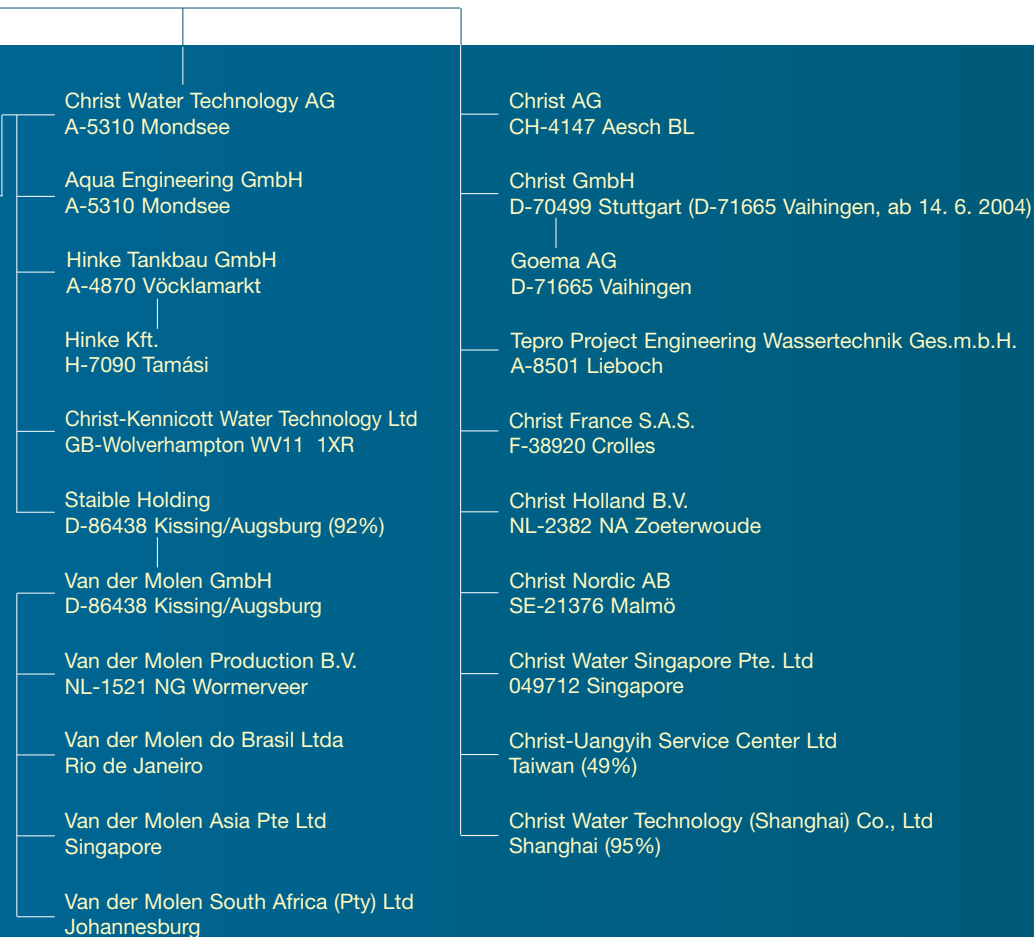 Christ Water Technology AG
A-5310 Mondsee
Aqua Engineering GmbH
A-5310 Mondsee
Hinke Tankbau GmbH
A-4870 Vöcklamarkt
Hinke Kft.
H-7090 Tamási
Christ-Kennicott Water Technology Ltd
GB-Wolverhampton WV11 1XR
Staible Holding
D-86438 Kissing/Augsburg (92%)
Van der Molen GmbH
D-86438 Kissing/Augsburg
Van der Molen Production B.V.
NL-1521 NG Wormerveer
Van der Molen do Brasil Ltda
Rio de Janeiro
Van der Molen Asia Pte Ltd
Singapore
Van der Molen South Africa (Pty) Ltd
Johannesburg
Christ AG
CH-4147 Aesch BL
Christ GmbH
D-70499 Stuttgart (D-71665 Vaihingen, ab 14. 6. 2004)
Goema AG
D-71665 Vaihingen
Tepro Project Engineering Wassertechnik Ges.m.b.H.
A-8501 Lieboch
Christ France S.A.S.
F-38920 Crolles
Christ Holland B.V.
NL-2382 NA Zoeterwoude
Christ Nordic AB
SE-21376 Malmö
Christ Water Singapore Pte. Ltd
049712 Singapore
Christ-Uangyih Service Center Ltd
Taiwan (49%)
Christ Water Technology (Shanghai) Co., Ltd
Shanghai (95%)